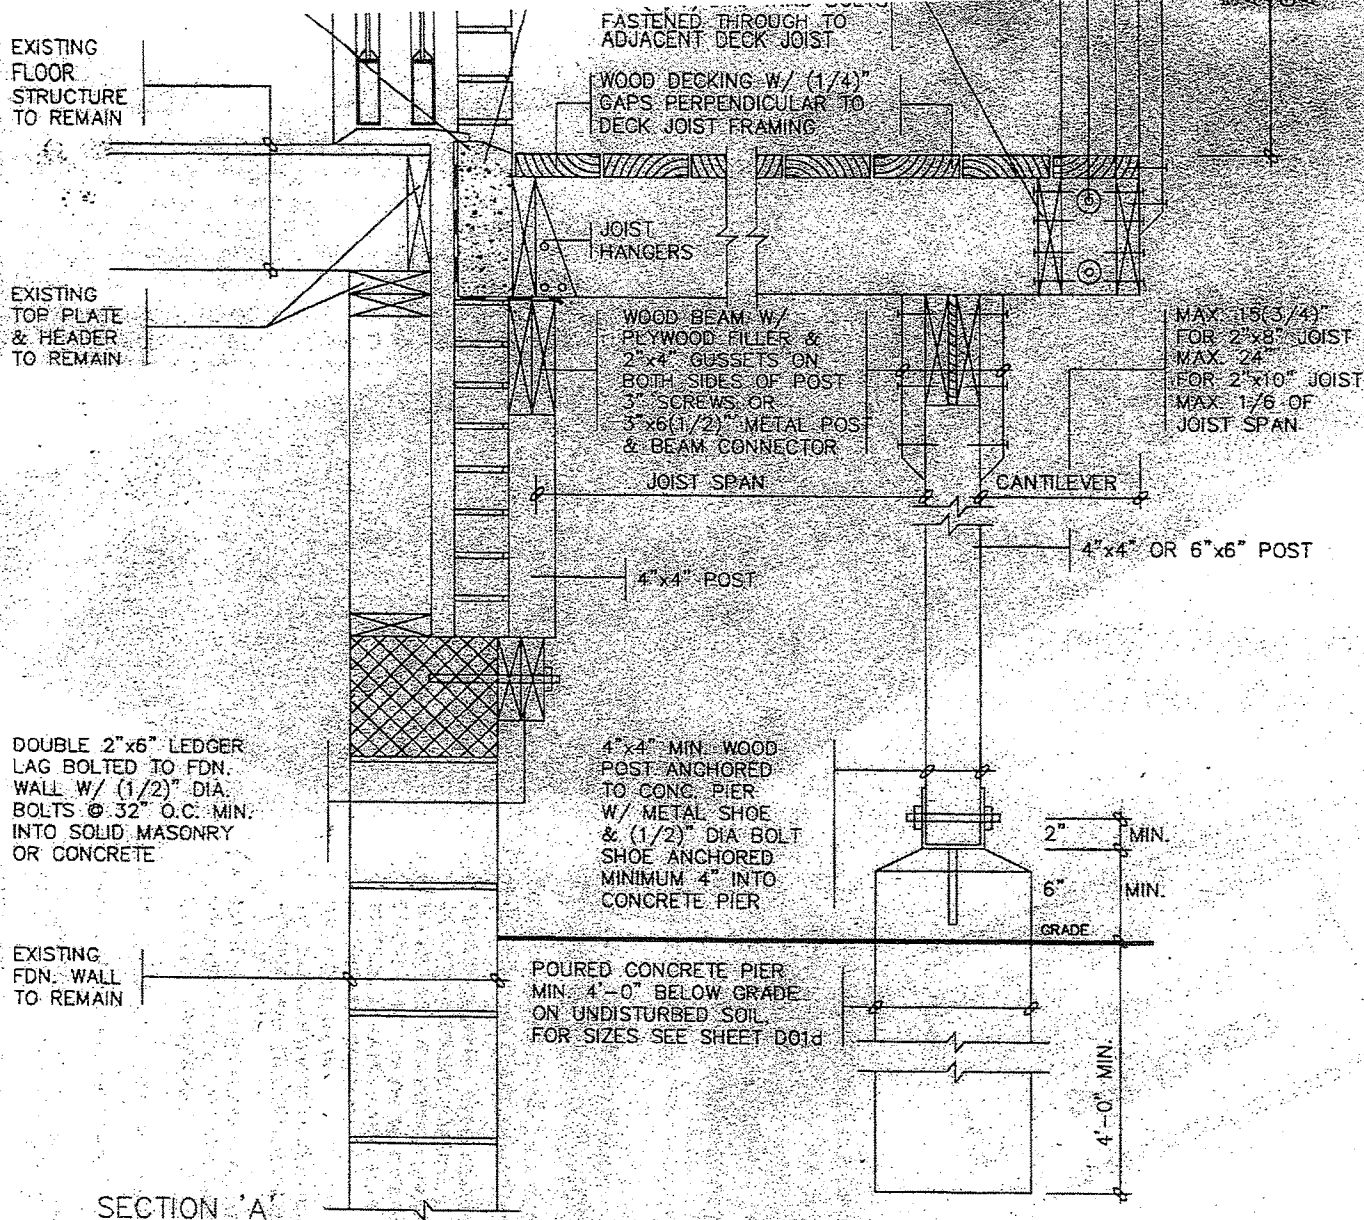 FASTENED THROUGH TO
ADJACENT DECK JOIST
EXISTING
FLOOR
STRUCTURE
TO REMAIN
WOOD DECKING W/ (1/4)"
GAPS PERPENDICULAR TO
DECK JOIST FRAMING
JOIST
HANGERS
EXISTING
TOP PLATE
& HEADER
TO REMAIN
WOOD BEAM W/
PLYWOOD FILLER &
2"x4" GUSSETS ON
BOTH SIDES OF POST
3" SCREWS OR
3"x6(1/2)" METAL POST
& BEAM CONNECTOR
MAX. 15(3/4)"
FOR 2"x8" JOIST
MAX. 24"
FOR 2"x10" JOIST
MAX. 1/6 OF
JOIST SPAN
JOIST SPAN
CANTILEVER
4"x4" OR 6"x6" POST
4"x4" POST
DOUBLE 2"x6" LEDGER
LAG BOLTED TO FDN.
WALL W/ (1/2)" DIA.
BOLTS @ 32" O.C. MIN.
INTO SOLID MASONRY
OR CONCRETE
4"x4" MIN. WOOD
POST ANCHORED
TO CONC. PIER
W/ METAL SHOE
& (1/2)" DIA BOLT
SHOE ANCHORED
MINIMUM 4" INTO
CONCRETE PIER
2" MIN.
6" MIN.
GRADE
EXISTING
FDN. WALL
TO REMAIN
POURED CONCRETE PIER
MIN. 4'-0" BELOW GRADE
ON UNDISTURBED SOIL,
FOR SIZES SEE SHEET D01d
4'-0" MIN.
SECTION 'A'